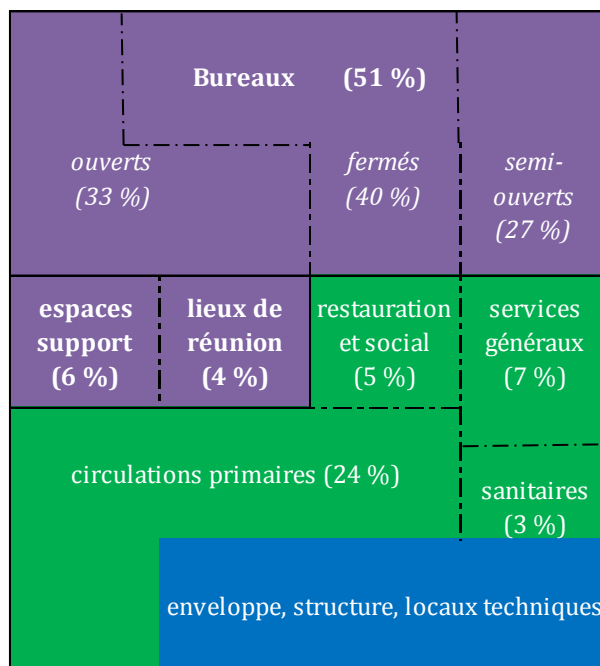 Bureaux (51 %)
ouverts
(33 %)
fermés
(40 %)
semi-
ouverts
(27 %)
espaces
support
(6 %)
lieux de
réunion
(4 %)
restauration
et social
(5 %)
services
généraux
(7 %)
circulations primaires (24 %)
sanitaires
(3 %)
enveloppe, structure, locaux techniques